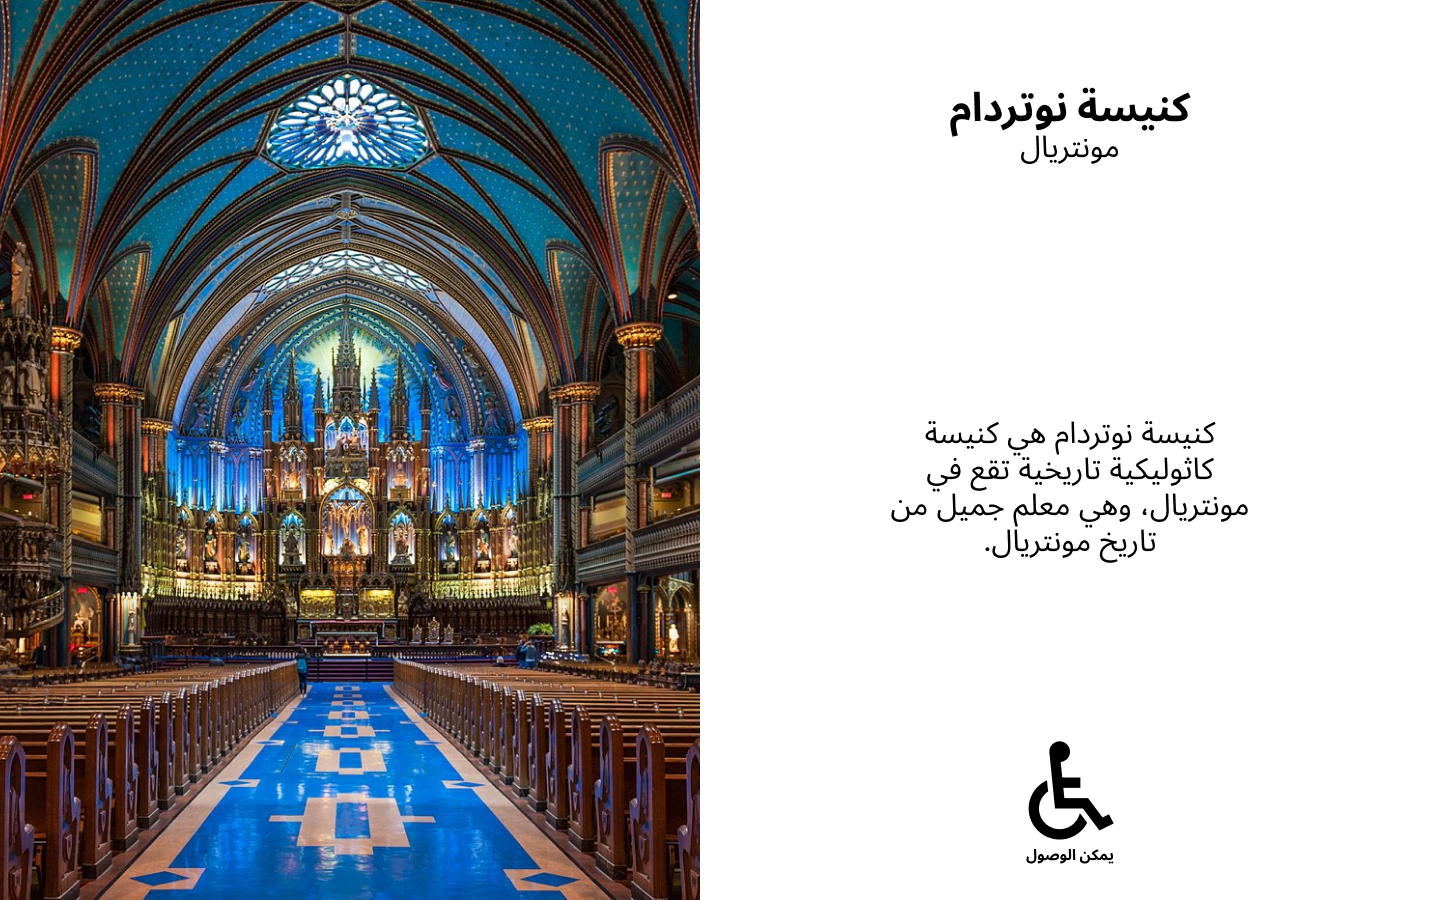 كنيسة نوتردام
مونتريال
كنيسة نوتردام هي كنيسة
كاثوليكية تاريخية تقع في
مونتريال، وهي معلم جميل من
تاريخ مونتريال.
يمكن الوصول